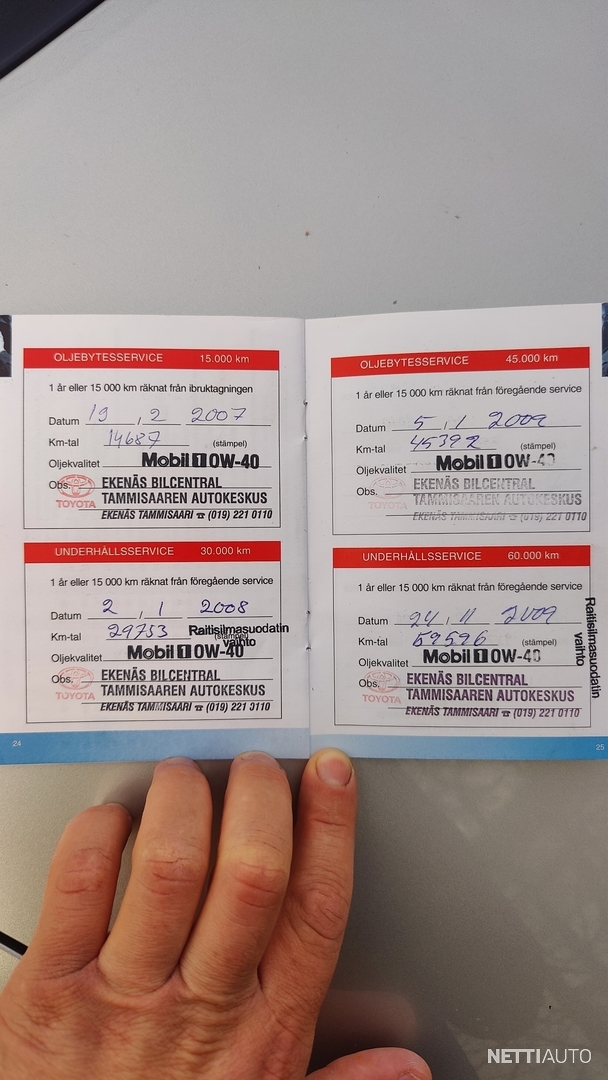 OLJEBYTESSERVICE 15.000 km
1 år eller 15 000 km räknat från ibruktagningen
Datum 19 , 2 2007
Km-tal 14687 (stämpel)
Oljekvalitet Mobil 1 0W-40
Obs. EKENÄS BILCENTRAL
TAMMISAAREN AUTOKESKUS
TOYOTA
EKENÄS TAMMISAARI ☎ (019) 221 0110
UNDERHÅLLSSERVICE 30.000 km
1 år eller 15 000 km räknat från föregående service
Datum 2 , 1 2008
Km-tal 29753 (stämpel)
Raitisilmasuodatin
vaihto
Oljekvalitet Mobil 1 0W-40
Obs. EKENÄS BILCENTRAL
TAMMISAAREN AUTOKESKUS
TOYOTA
EKENÄS TAMMISAARI ☎ (019) 221 0110
24
OLJEBYTESSERVICE 45.000 km
1 år eller 15 000 km räknat från föregående service
Datum 5 , 1 2009
Km-tal 45392 (stämpel)
Oljekvalitet Mobil 1 0W-40
Obs. EKENÄS BILCENTRAL
TAMMISAAREN AUTOKESKUS
TOYOTA
EKENÄS TAMMISAARI ☎ (019) 221 0110
UNDERHÅLLSSERVICE 60.000 km
1 år eller 15 000 km räknat från föregående service
Datum 24 , 11 2009
Km-tal 59596 (stämpel)
Oljekvalitet Mobil 1 0W-40
Obs. EKENÄS BILCENTRAL
TAMMISAAREN AUTOKESKUS
TOYOTA
EKENÄS TAMMISAARI ☎ (019) 221 0110
Raitisilmasuodatin
vaihto
25
NETTIAUTO